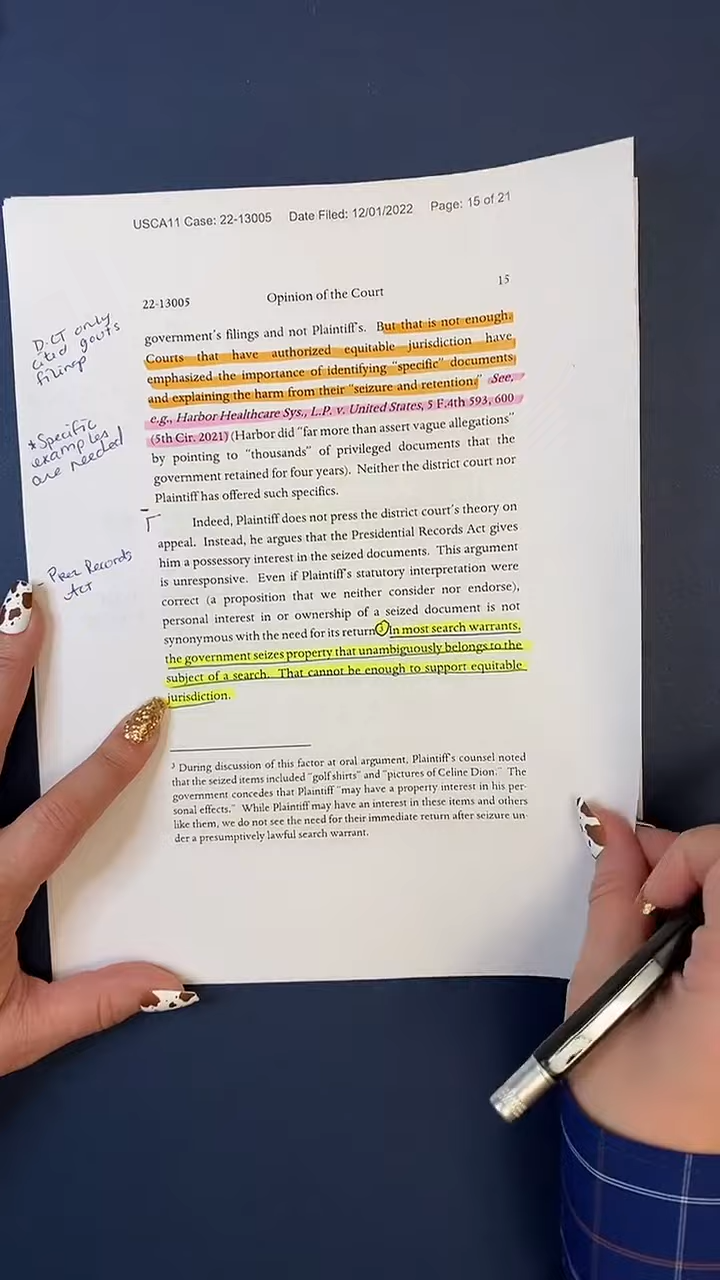 USCA11 Case: 22-13005 Date Filed: 12/01/2022 Page: 15 of 21
22-13005 Opinion of the Court 15
D.CT only
cited govt's
filings
government's filings and not Plaintiff's. But that is not enough.
Courts that have authorized equitable jurisdiction have
emphasized the importance of identifying "specific" documents
and explaining the harm from their "seizure and retention." See,
e.g., Harbor Healthcare Sys., L.P. v. United States, 5 F.4th 593, 600
(5th Cir. 2021) (Harbor did "far more than assert vague allegations"
by pointing to "thousands" of privileged documents that the
government retained for four years). Neither the district court nor
Plaintiff has offered such specifics.
*Specific
examples
are needed
Indeed, Plaintiff does not press the district court's theory on
appeal. Instead, he argues that the Presidential Records Act gives
him a possessory interest in the seized documents. This argument
is unresponsive. Even if Plaintiff's statutory interpretation were
correct (a proposition that we neither consider nor endorse),
personal interest in or ownership of a seized document is not
synonymous with the need for its return.3 In most search warrants,
the government seizes property that unambiguously belongs to the
subject of a search. That cannot be enough to support equitable
jurisdiction.
Records
Act
3 During discussion of this factor at oral argument, Plaintiff's counsel noted
that the seized items included "golf shirts" and "pictures of Celine Dion." The
government concedes that Plaintiff "may have a property interest in his per-
sonal effects." While Plaintiff may have an interest in these items and others
like them, we do not see the need for their immediate return after seizure un-
der a presumptively lawful search warrant.